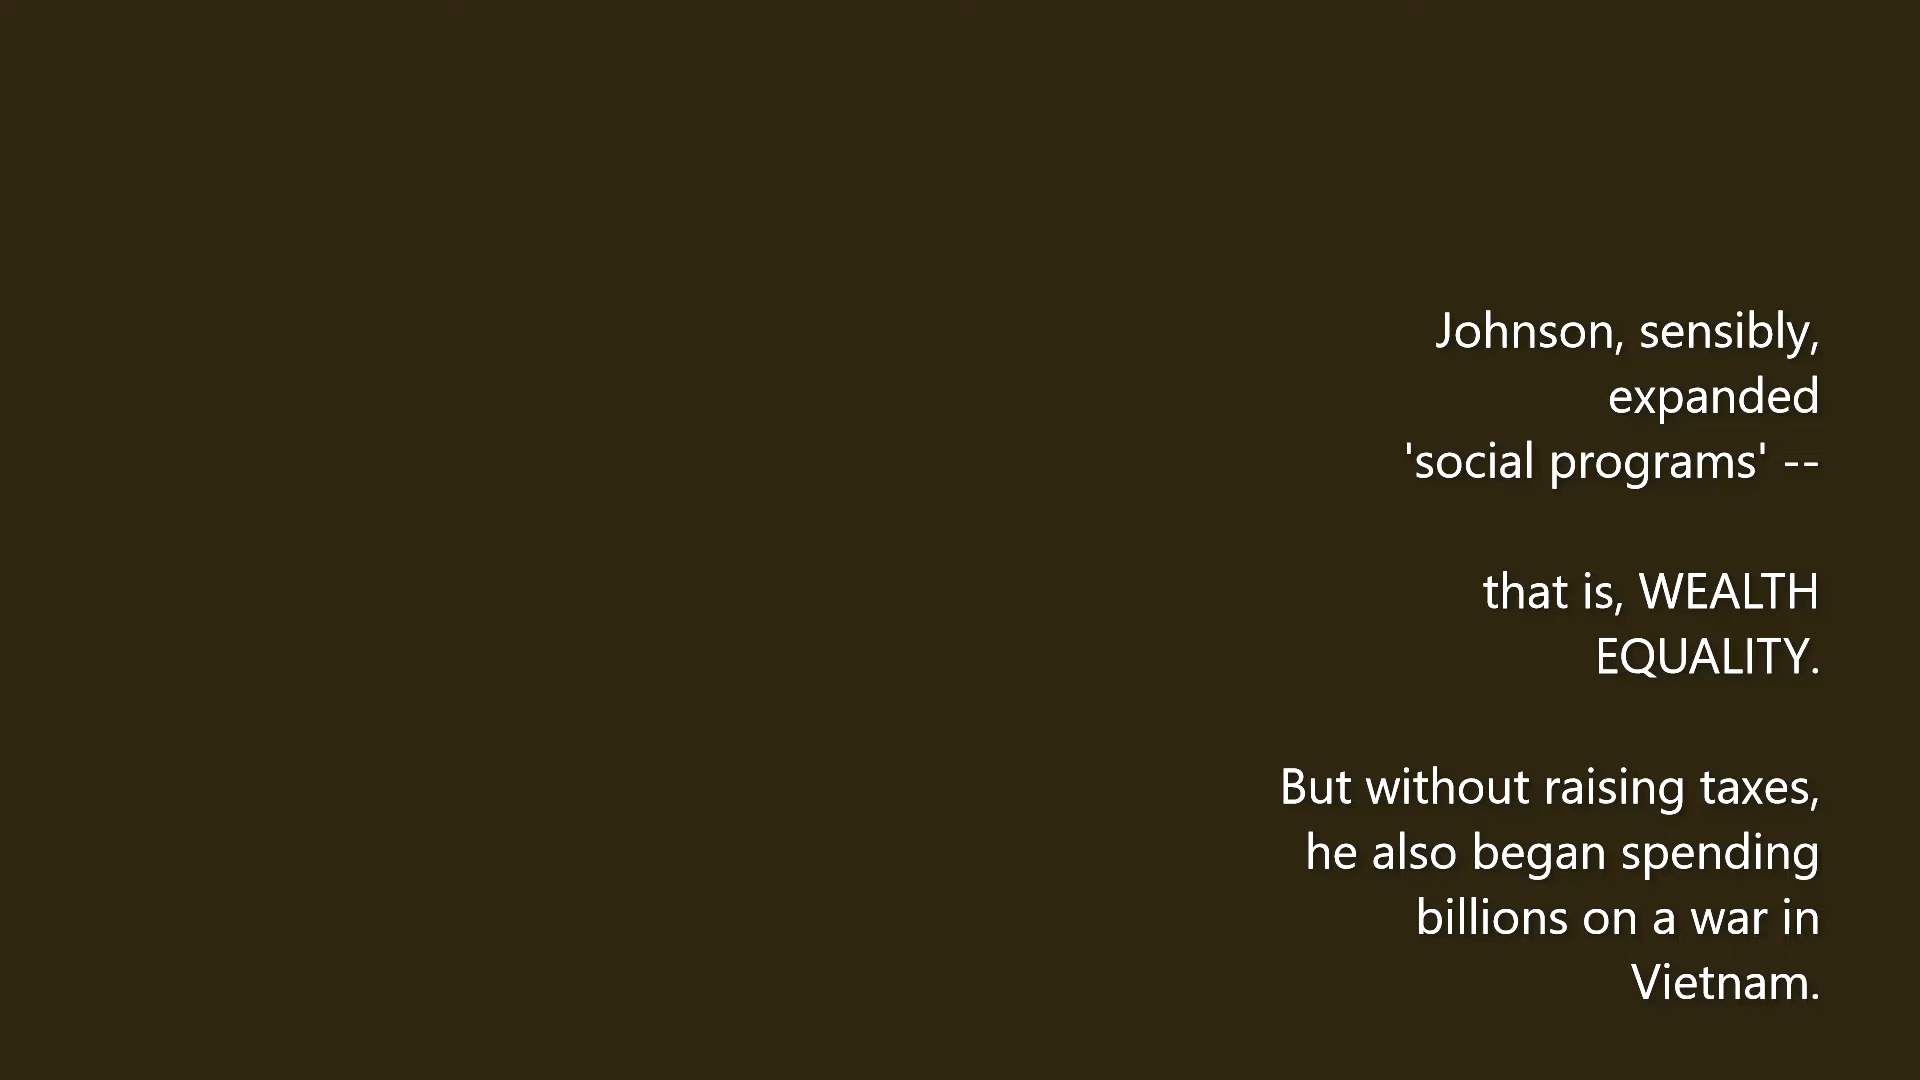 Johnson, sensibly,
expanded
'social programs' --
that is, WEALTH
EQUALITY.
But without raising taxes,
he also began spending
billions on a war in
Vietnam.